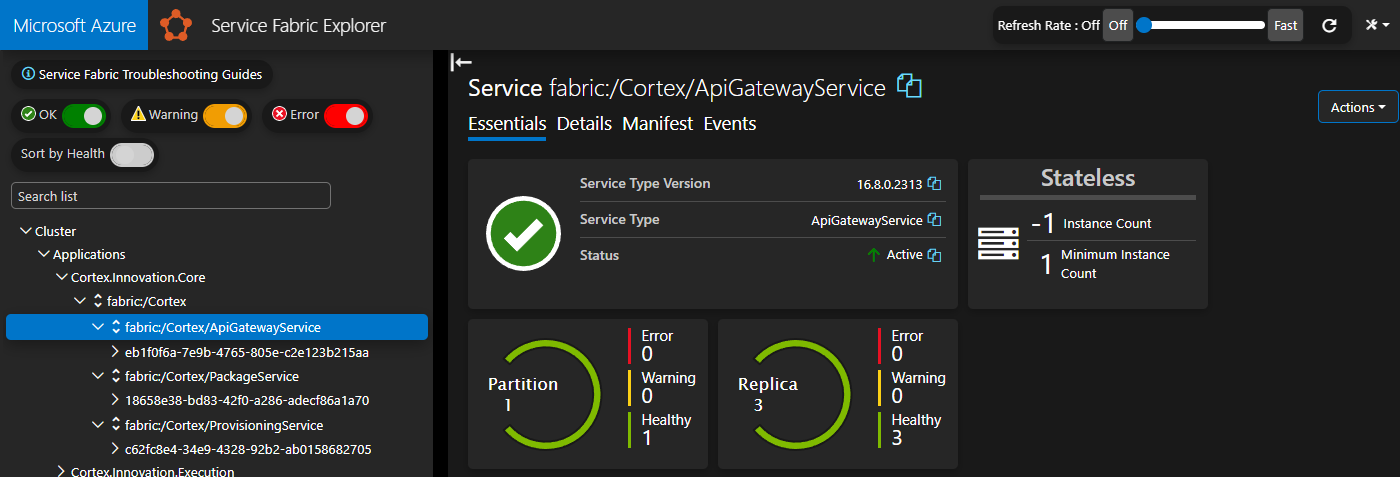 Microsoft Azure
Service Fabric Explorer
Refresh Rate : Off Off Fast
Service Fabric Troubleshooting Guides
OK Warning Error
Sort by Health
Search list
Cluster
Applications
Cortex.Innovation.Core
fabric:/Cortex
fabric:/Cortex/ApiGatewayService
eb1f0f6a-7e9b-4765-805e-c2e123b215aa
fabric:/Cortex/PackageService
18658e38-bd83-42f0-a286-adecf86a1a70
fabric:/Cortex/ProvisioningService
c62fc8e4-34e9-4328-92b2-ab0158682705
Cortex.Innovation.Execution
Service fabric:/Cortex/ApiGatewayService
Actions
Essentials Details Manifest Events
Service Type Version 16.8.0.2313
Service Type ApiGatewayService
Status Active
Stateless
-1 Instance Count
1 Minimum Instance
Count
Partition
1
Error
0
Warning
0
Healthy
1
Replica
3
Error
0
Warning
0
Healthy
3